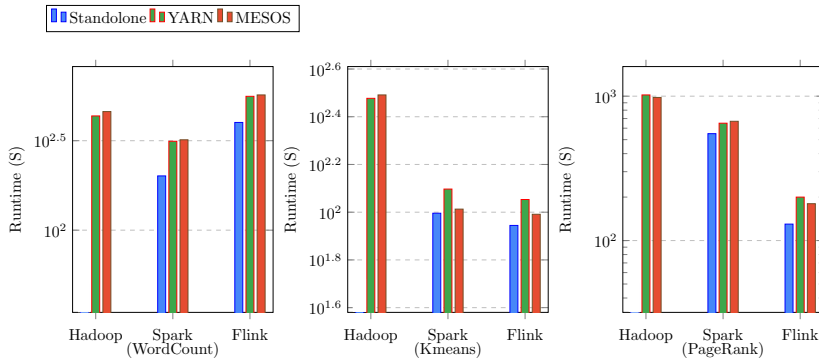 Standolone YARN MESOS
10^2.5
10^2
Runtime (S)
Hadoop Spark Flink
(WordCount)
10^2.6
10^2.4
10^2.2
10^2
10^1.8
10^1.6
Runtime (S)
Hadoop Spark Flink
(Kmeans)
10^3
10^2
Runtime (S)
Hadoop Spark Flink
(PageRank)